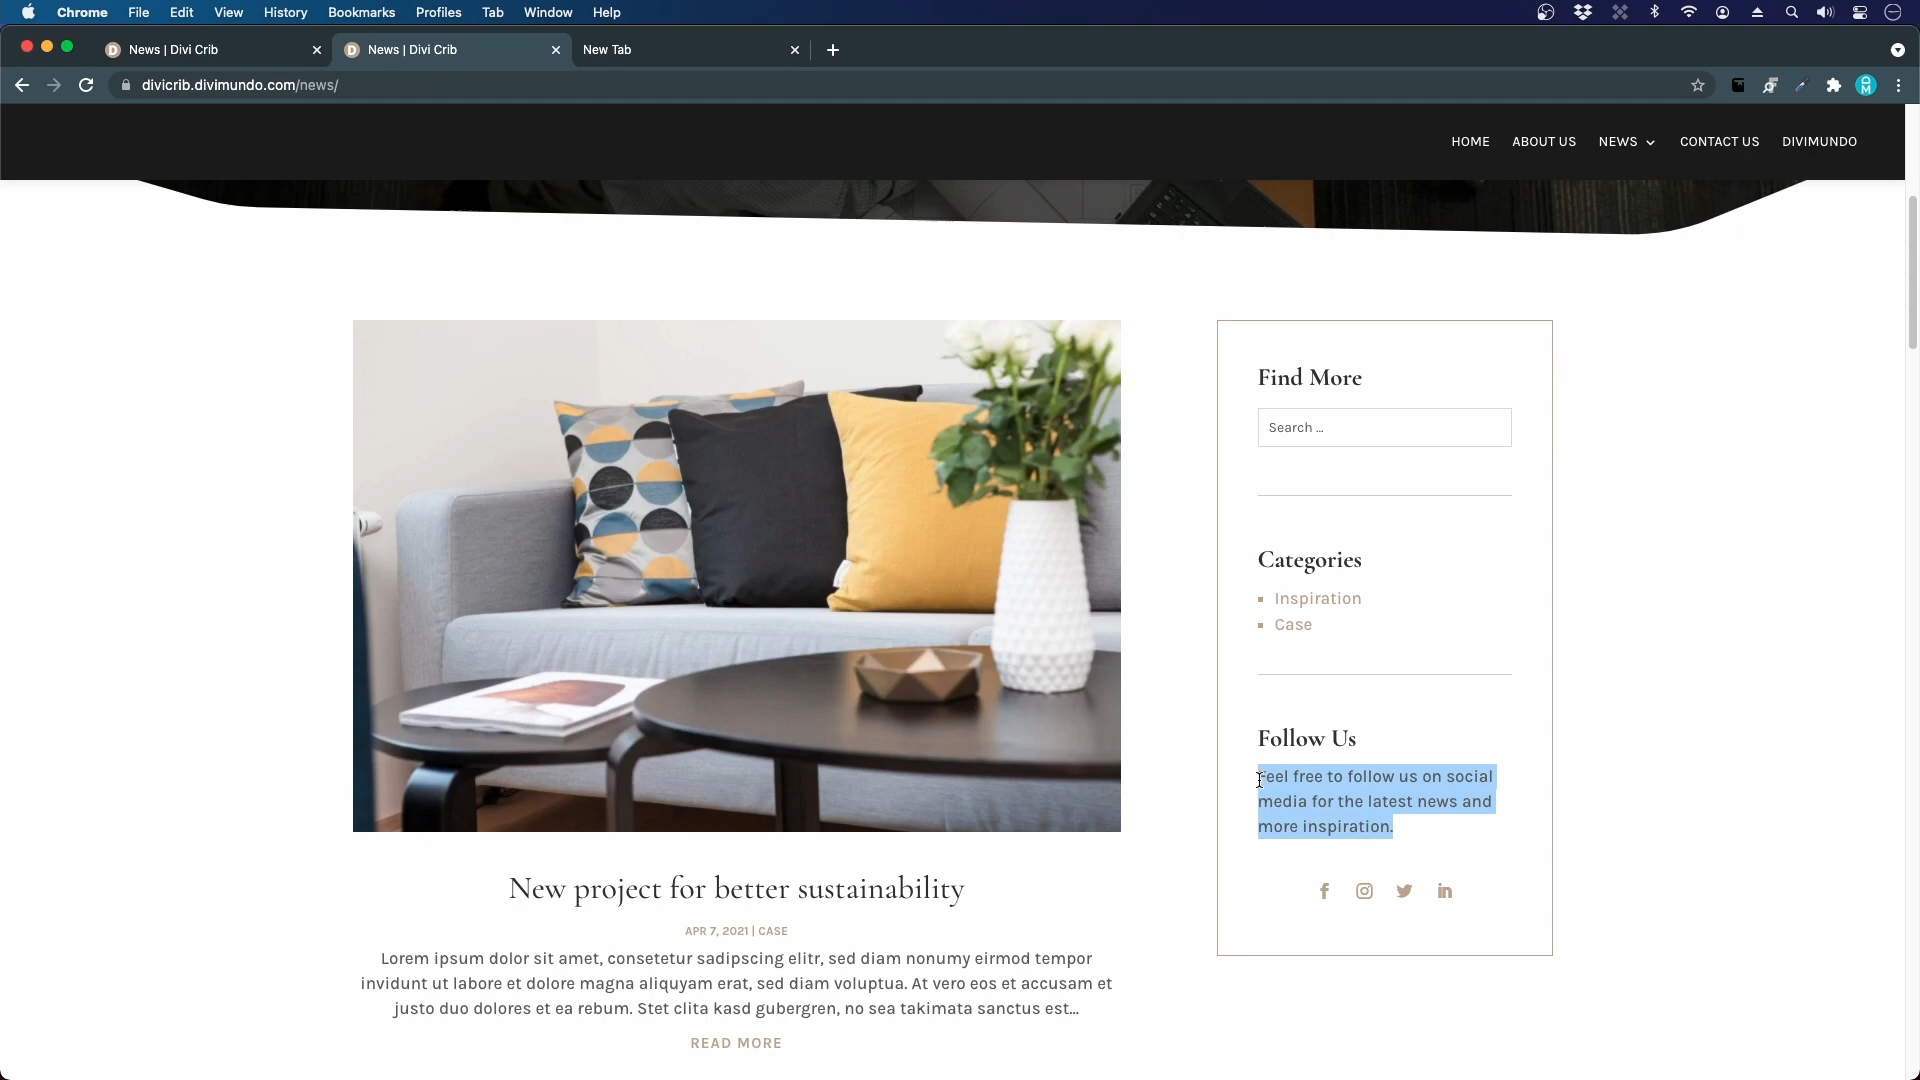 Chrome File Edit View History Bookmarks Profiles Tab Window Help
News | Divi Crib News | Divi Crib New Tab
divicrib.divimundo.com/news/
HOME ABOUT US NEWS CONTACT US DIVIMUNDO
Find More
Search ...
Categories
Inspiration
Case
Follow Us
Feel free to follow us on social
media for the latest news and
more inspiration.
New project for better sustainability
APR 7, 2021 | CASE
Lorem ipsum dolor sit amet, consetetur sadipscing elitr, sed diam nonumy eirmod tempor
invidunt ut labore et dolore magna aliquyam erat, sed diam voluptua. At vero eos et accusam et
justo duo dolores et ea rebum. Stet clita kasd gubergren, no sea takimata sanctus est...
READ MORE